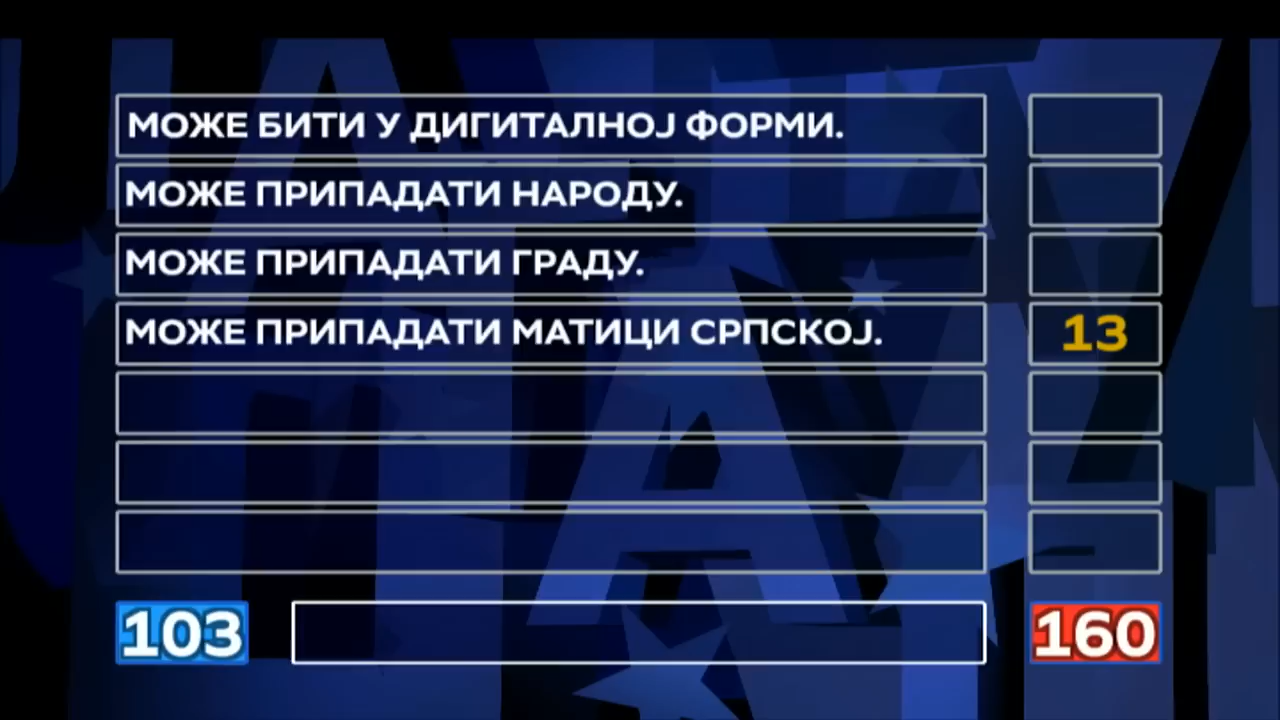 МОЖЕ БИТИ У ДИГИТАЛНОЈ ФОРМИ.
МОЖЕ ПРИПАДАТИ НАРОДУ.
МОЖЕ ПРИПАДАТИ ГРАДУ.
МОЖЕ ПРИПАДАТИ МАТИЦИ СРПСКОЈ. 13
103 160